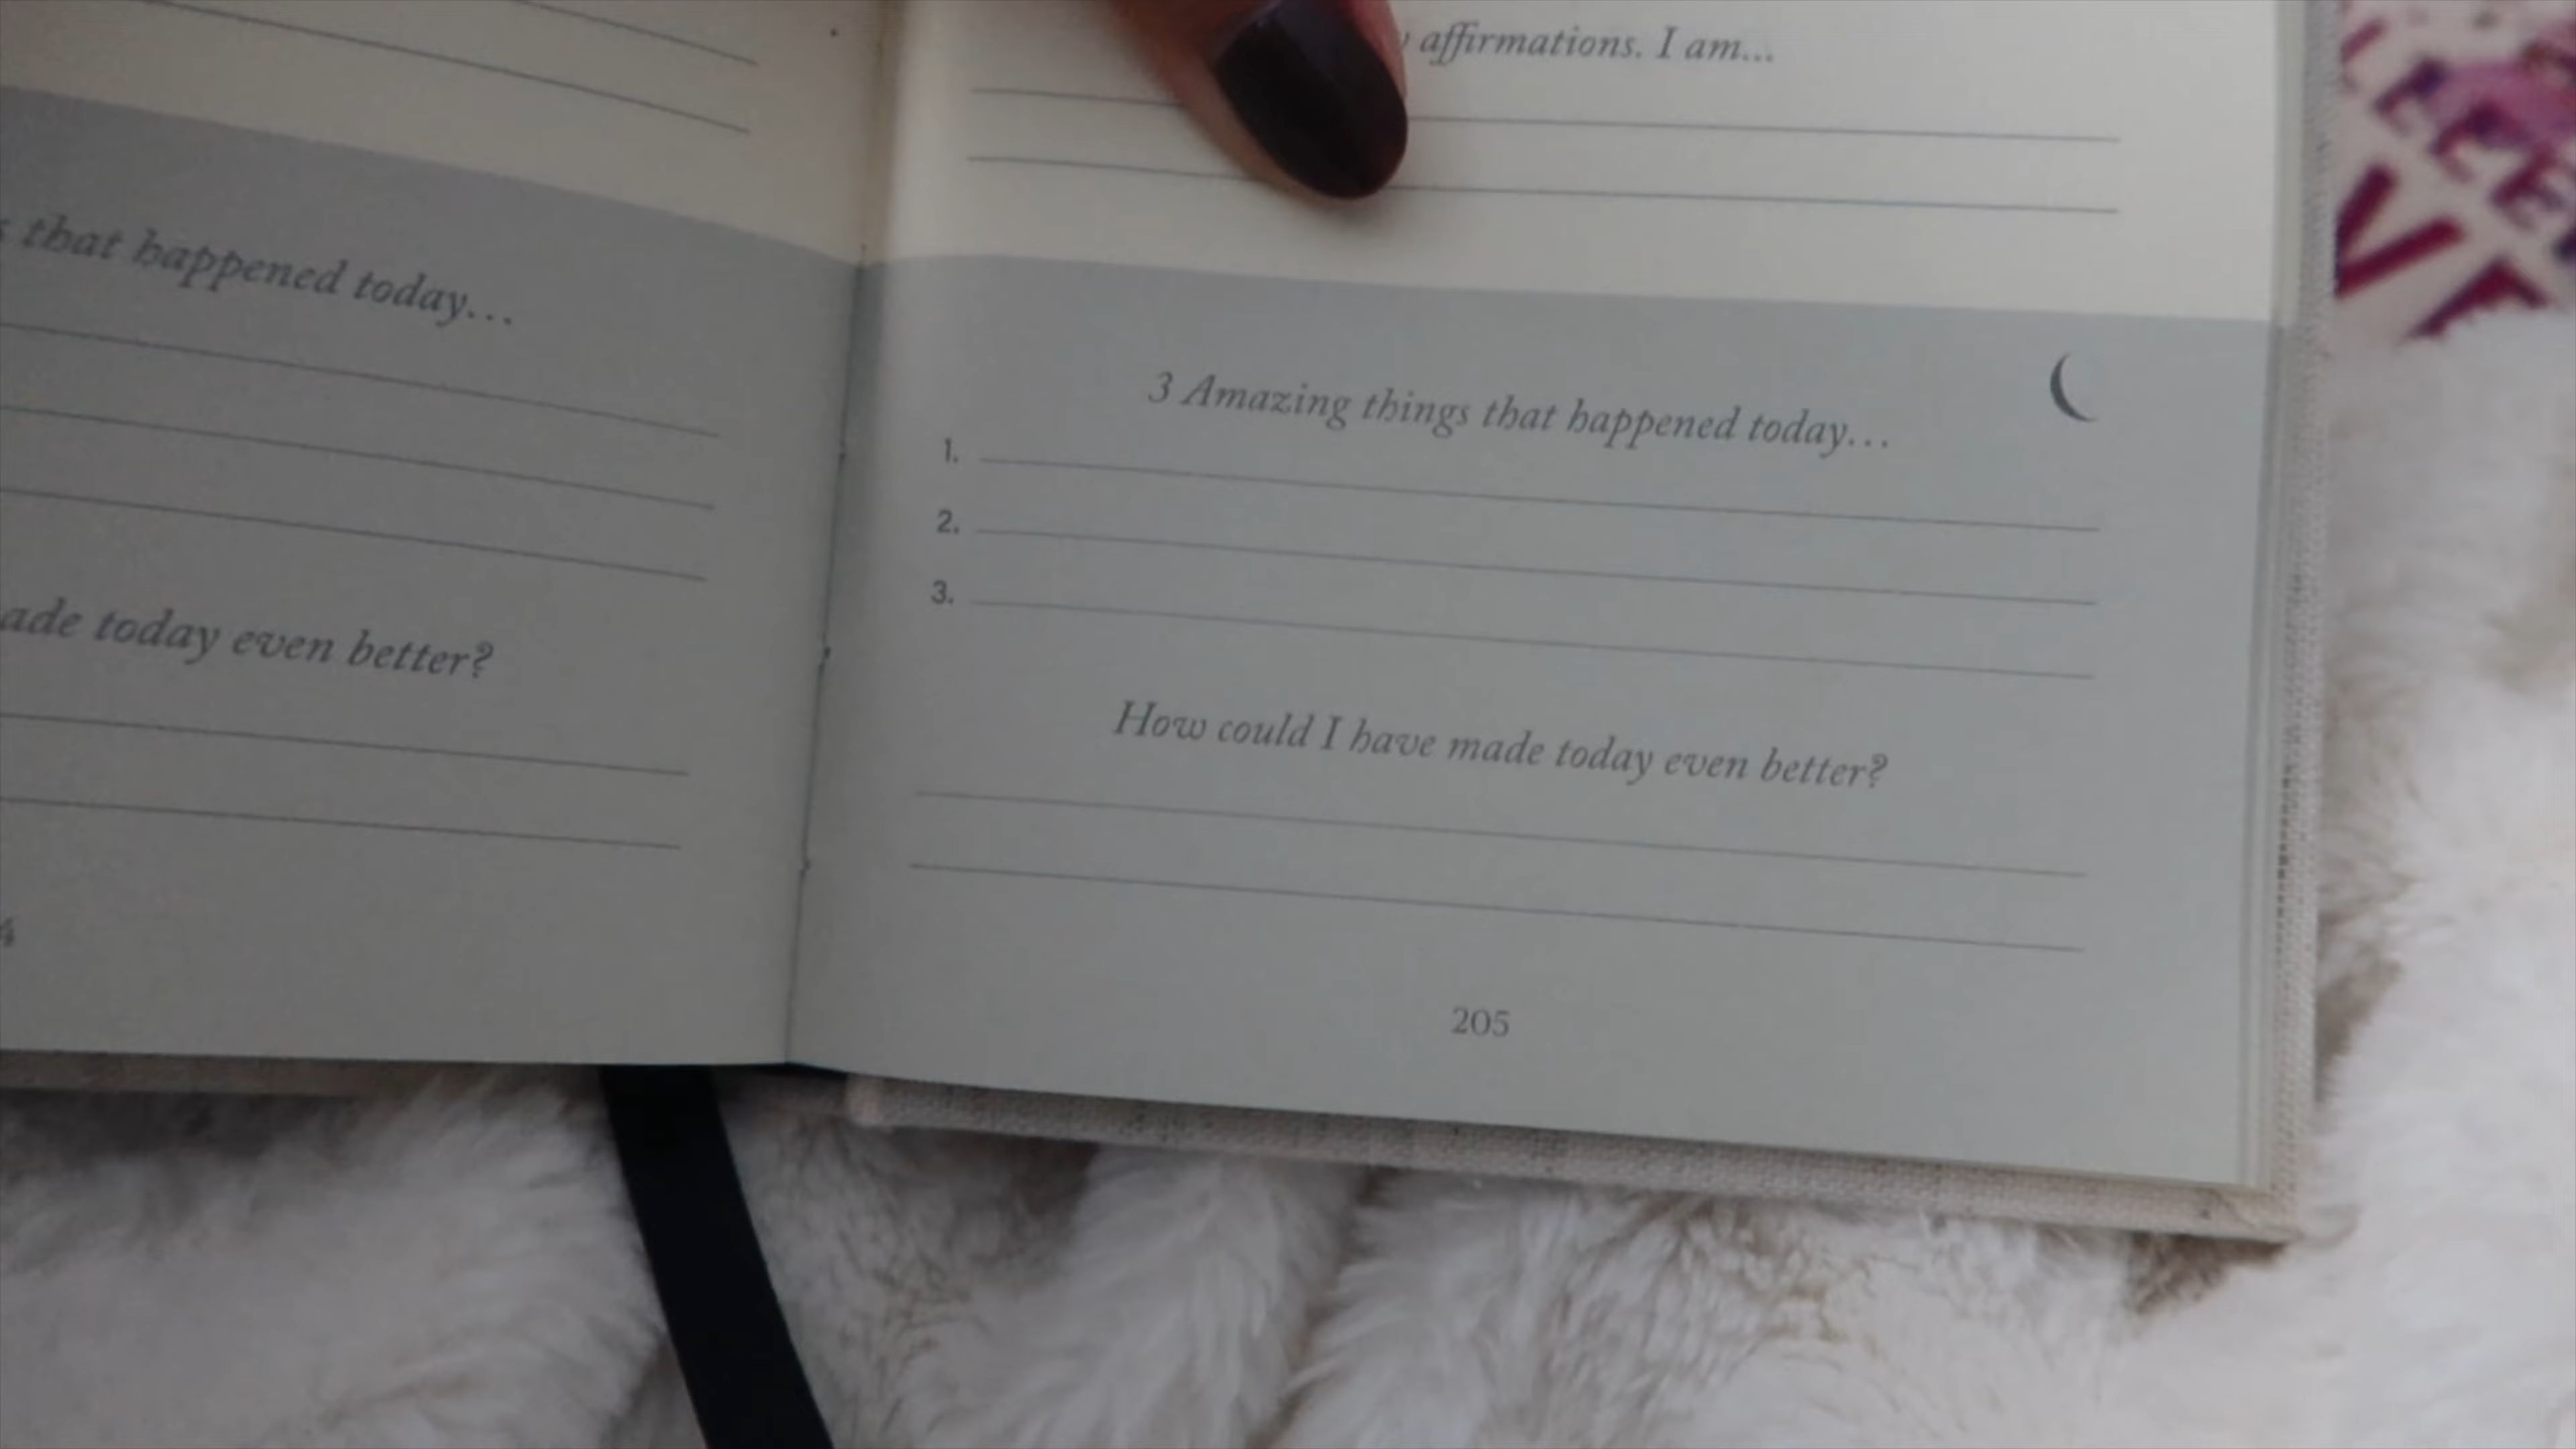 that happened today...
today even better?
affirmations. I am...
3 Amazing things that happened today...
1.
2.
3.
How could I have made today even better?
205